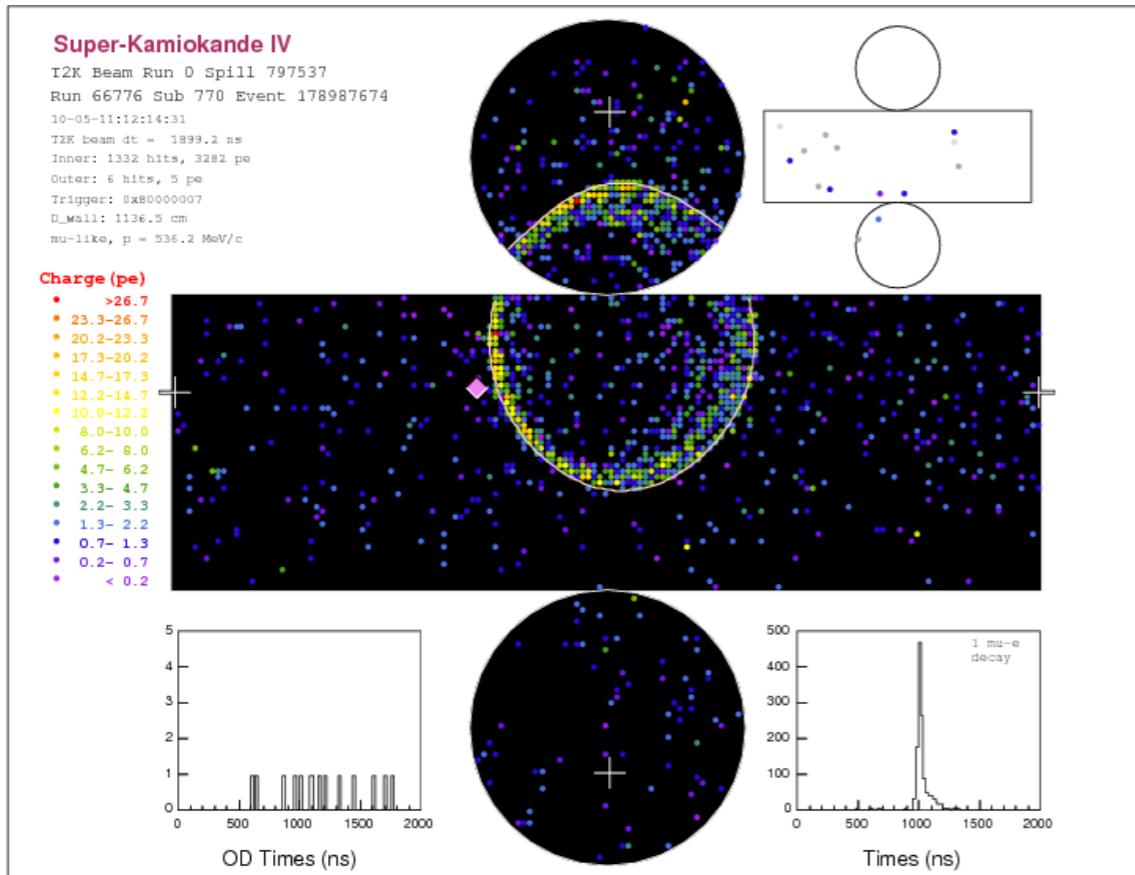 Super-Kamiokande IV
T2K Beam Run 0 Spill 797537
Run 66776 Sub 770 Event 178987674
10-05-11:12:14:31
T2K beam dt = 1899.2 ns
Inner: 1332 hits, 3282 pe
Outer: 6 hits, 5 pe
Trigger: 0x80000007
D_wall: 1136.5 cm
mu-like, p = 536.2 MeV/c
Charge(pe)
>26.7
23.3-26.7
20.2-23.3
17.3-20.2
14.7-17.3
12.2-14.7
10.0-12.2
8.0-10.0
6.2- 8.0
4.7- 6.2
3.3- 4.7
2.2- 3.3
1.3- 2.2
0.7- 1.3
0.2- 0.7
< 0.2
5
4
3
2
1
0
0 500 1000 1500 2000
OD Times (ns)
1 mu-e
decay
500
400
300
200
100
0
0 500 1000 1500 2000
Times (ns)